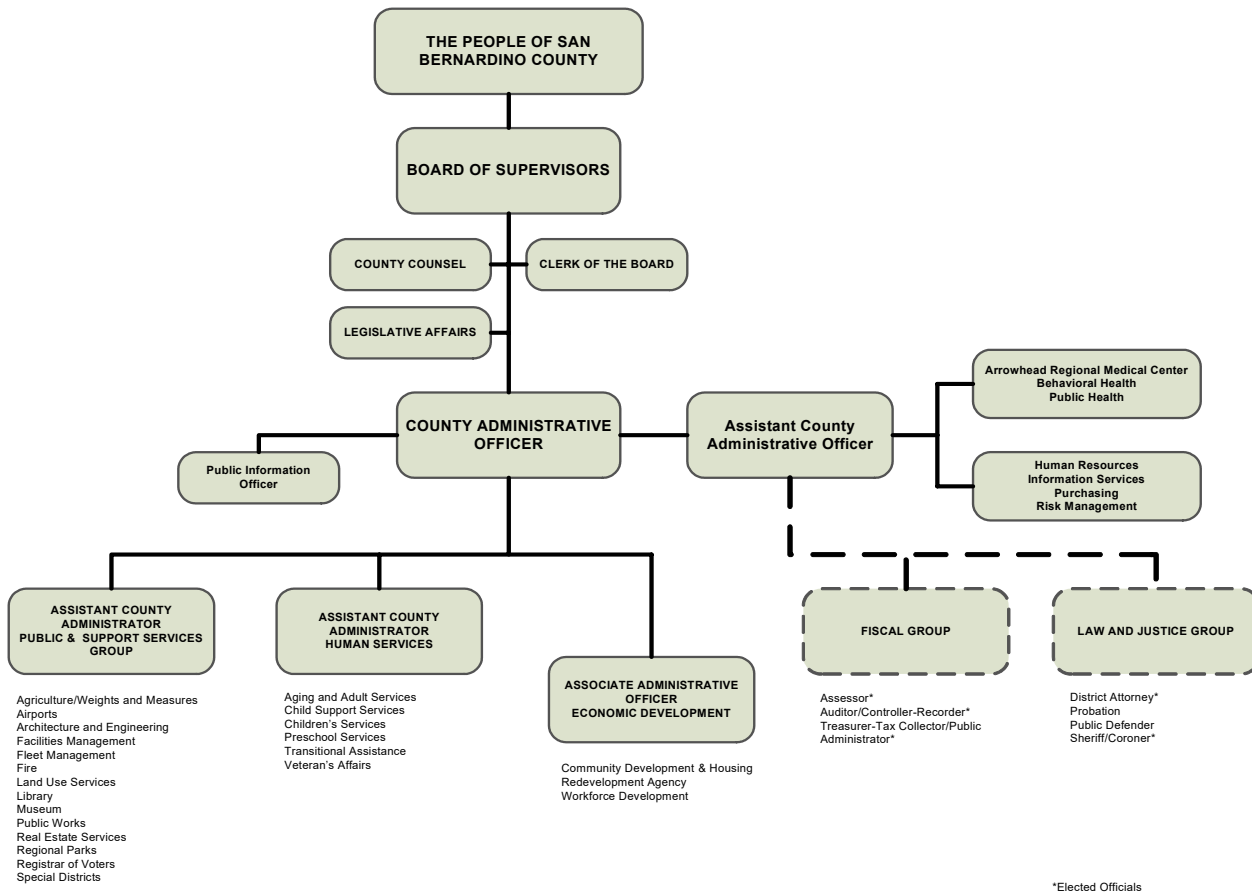 THE PEOPLE OF SAN
BERNARDINO COUNTY
BOARD OF SUPERVISORS
COUNTY COUNSEL
CLERK OF THE BOARD
LEGISLATIVE AFFAIRS
COUNTY ADMINISTRATIVE
OFFICER
Assistant County
Administrative Officer
Arrowhead Regional Medical Center
Behavioral Health
Public Health
Human Resources
Information Services
Purchasing
Risk Management
Public Information
Officer
ASSISTANT COUNTY
ADMINISTRATOR
PUBLIC & SUPPORT SERVICES
GROUP
Agriculture/Weights and Measures
Airports
Architecture and Engineering
Facilities Management
Fleet Management
Fire
Land Use Services
Library
Museum
Public Works
Real Estate Services
Regional Parks
Registrar of Voters
Special Districts
ASSISTANT COUNTY
ADMINISTRATOR
HUMAN SERVICES
Aging and Adult Services
Child Support Services
Children's Services
Preschool Services
Transitional Assistance
Veteran's Affairs
ASSOCIATE ADMINISTRATIVE
OFFICER
ECONOMIC DEVELOPMENT
Community Development & Housing
Redevelopment Agency
Workforce Development
FISCAL GROUP
Assessor*
Auditor/Controller-Recorder*
Treasurer-Tax Collector/Public
Administrator*
LAW AND JUSTICE GROUP
District Attorney*
Probation
Public Defender
Sheriff/Coroner*
*Elected Officials